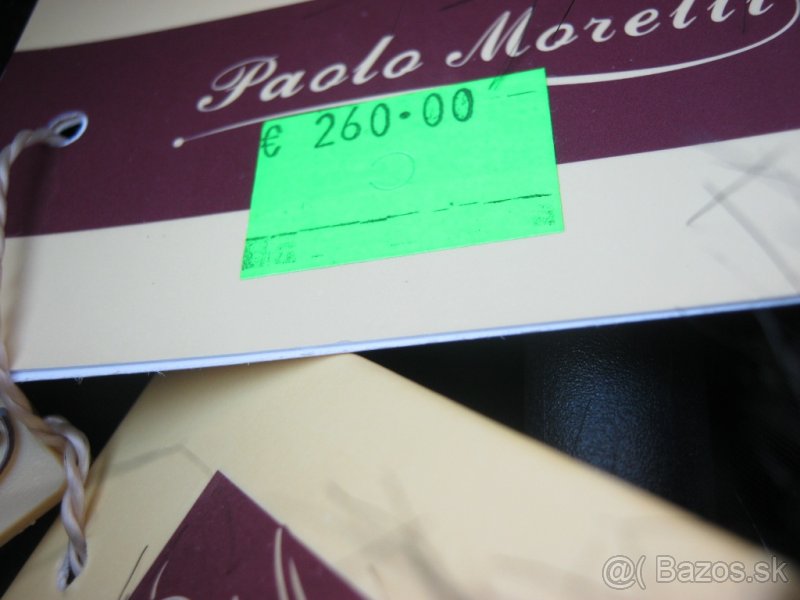 Paolo Moretti
€ 260.00
@( Bazos.sk